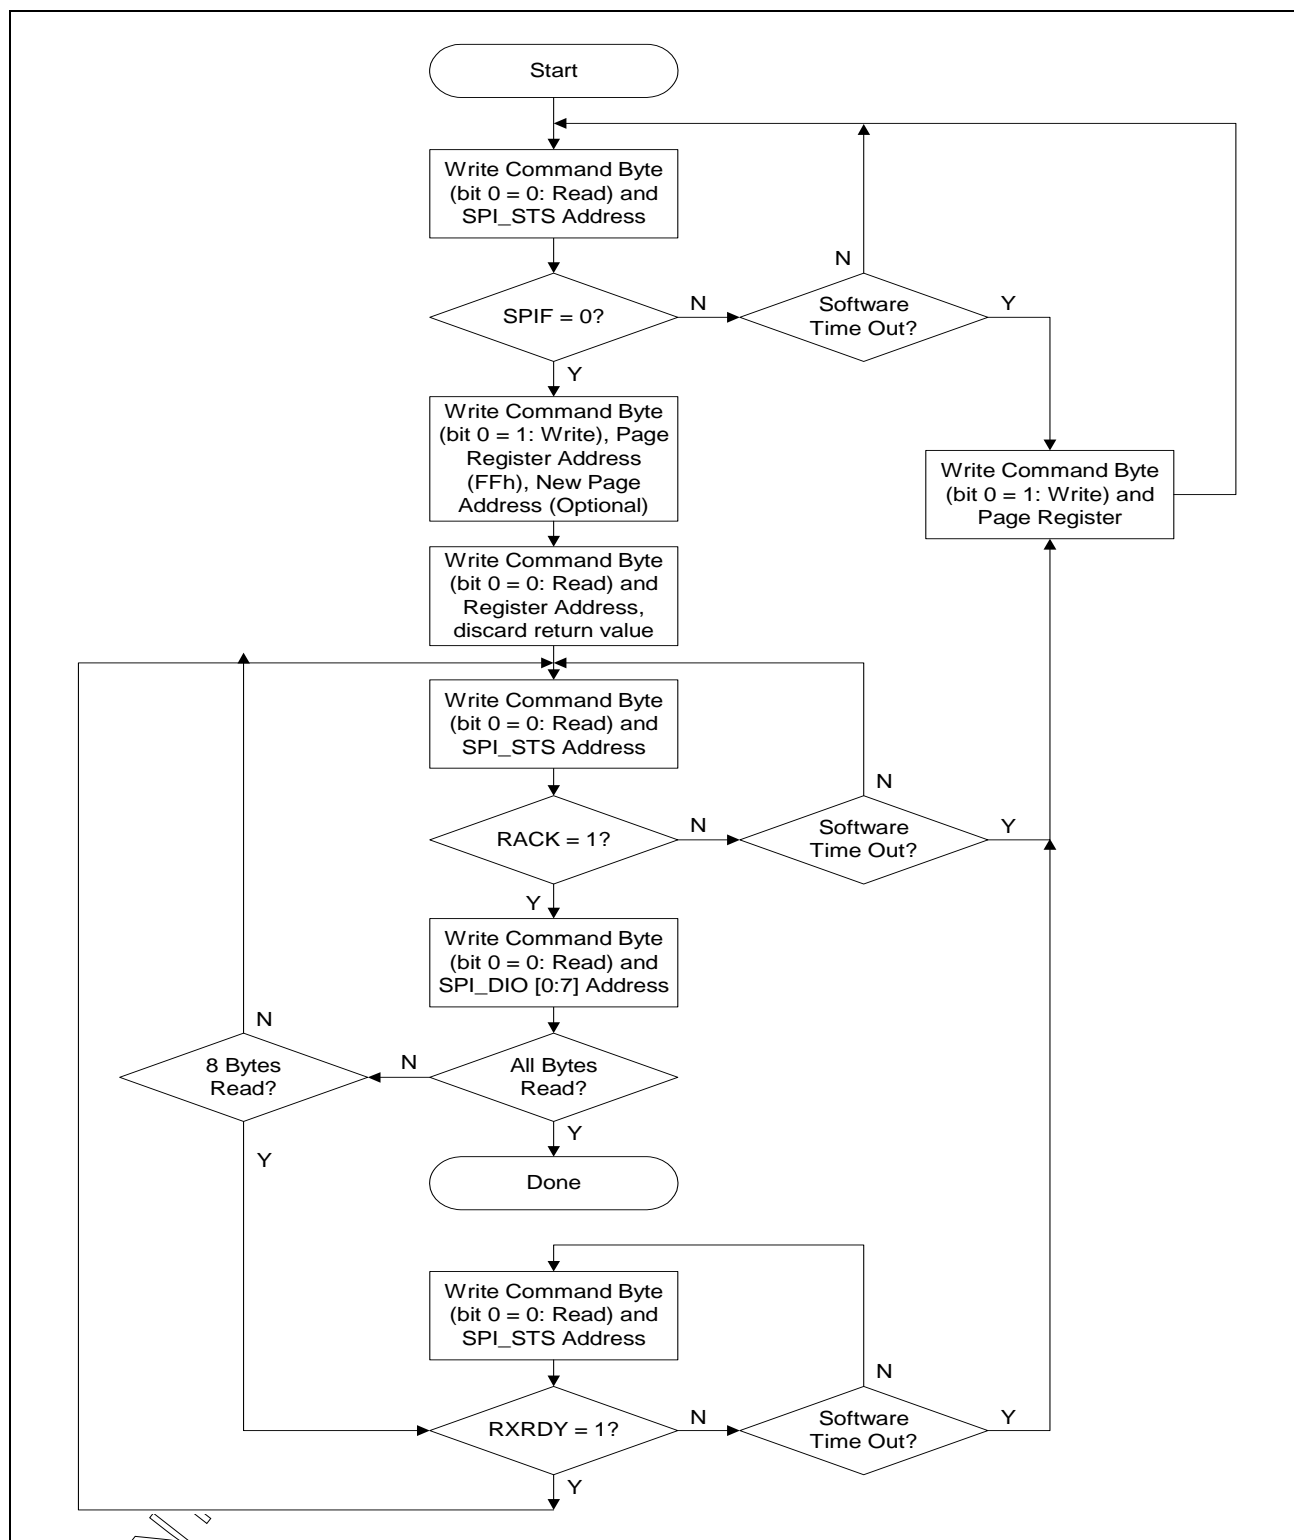 Start
Write Command Byte
(bit 0 = 0: Read) and
SPI_STS Address
N
SPIF = 0?
N
Software
Time Out?
Y
Y
Write Command Byte
(bit 0 = 1: Write), Page
Register Address
(FFh), New Page
Address (Optional)
Write Command Byte
(bit 0 = 1: Write) and
Page Register
Write Command Byte
(bit 0 = 0: Read) and
Register Address,
discard return value
Write Command Byte
(bit 0 = 0: Read) and
SPI_STS Address
N
RACK = 1?
N
Software
Time Out?
Y
Y
Write Command Byte
(bit 0 = 0: Read) and
SPI_DIO [0:7] Address
N
8 Bytes
Read?
N
All Bytes
Read?
Y
Y
Done
Write Command Byte
(bit 0 = 0: Read) and
SPI_STS Address
N
RXRDY = 1?
N
Software
Time Out?
Y
Y